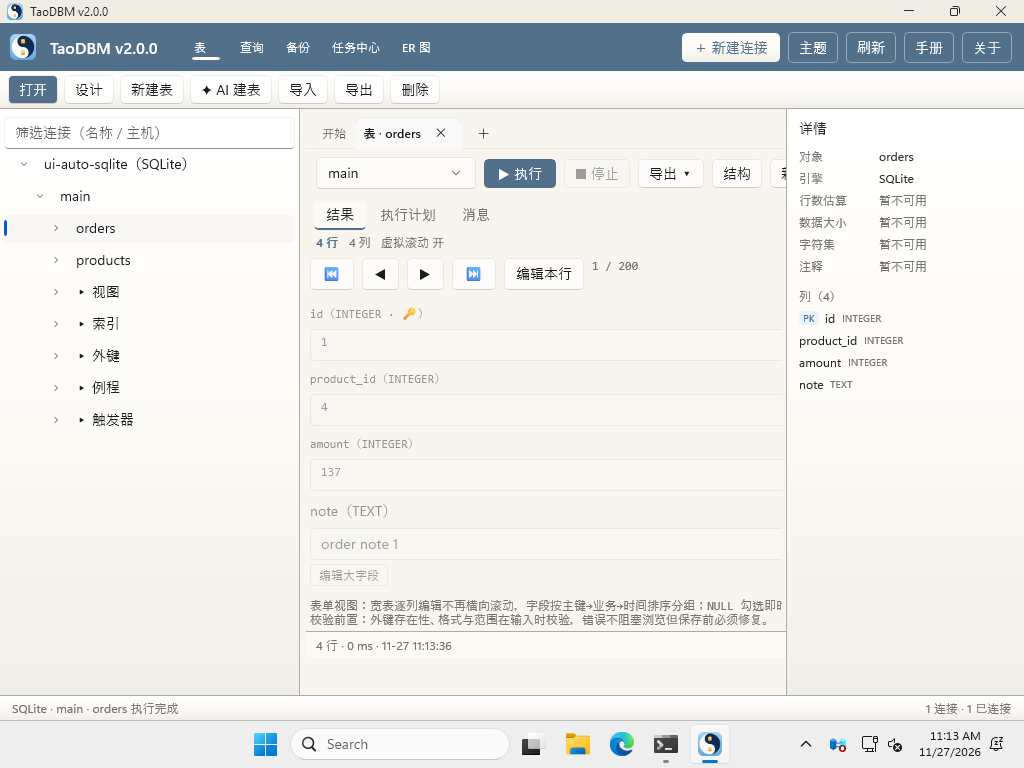 TaoDBM v2.0.0
TaoDBM v2.0.0
表 查询 备份 任务中心 ER 图
+ 新建连接 主题 刷新 手册 关于
打开 设计 新建表 ✦ AI 建表 导入 导出 删除
筛选连接（名称 / 主机）
ui-auto-sqlite（SQLite）
main
orders
products
视图
索引
外键
例程
触发器
开始 表 · orders ✕ +
main ▶ 执行 ■ 停止 导出 ▾ 结构
结果 执行计划 消息
4 行 4 列 虚拟滚动 开
⏮ ◀ ▶ ⏭ 编辑本行 1 / 200
id（INTEGER · 🔑）
1
product_id（INTEGER）
4
amount（INTEGER）
137
note（TEXT）
order note 1
编辑大字段
表单视图：宽表逐列编辑不再横向滚动，字段按主键→业务→时间排序分组；NULL 勾选即
校验前置：外键存在性、格式与范围在输入时校验，错误不阻塞浏览但保存前必须修复。
4 行 · 0 ms · 11-27 11:13:36
详情
对象 orders
引擎 SQLite
行数估算 暂不可用
数据大小 暂不可用
字符集 暂不可用
注释 暂不可用
列（4）
PK id INTEGER
product_id INTEGER
amount INTEGER
note TEXT
SQLite · main · orders 执行完成
1 连接 · 1 已连接
Search
11:13 AM
11/27/2026